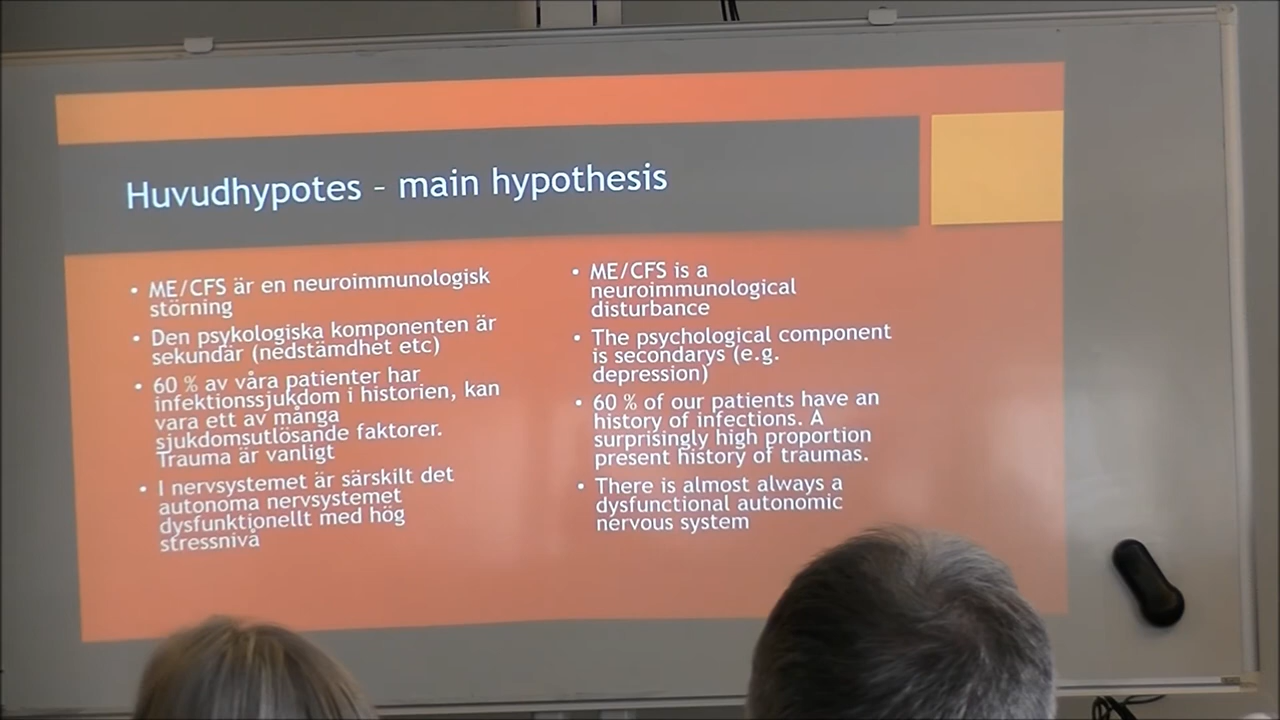 Huvudhypotes – main hypothesis
• ME/CFS är en neuroimmunologisk
störning
• Den psykologiska komponenten är
sekundär (nedstämdhet etc)
• 60 % av våra patienter har
infektionssjukdom i historien, kan
vara ett av många
sjukdomsutlösande faktorer.
Trauma är vanligt
• I nervsystemet är särskilt det
autonoma nervsystemet
dysfunktionellt med hög
stressnivå
• ME/CFS is a
neuroimmunological
disturbance
• The psychological component
is secondarys (e.g.
depression)
• 60 % of our patients have an
history of infections. A
surprisingly high proportion
present history of traumas.
• There is almost always a
dysfunctional autonomic
nervous system